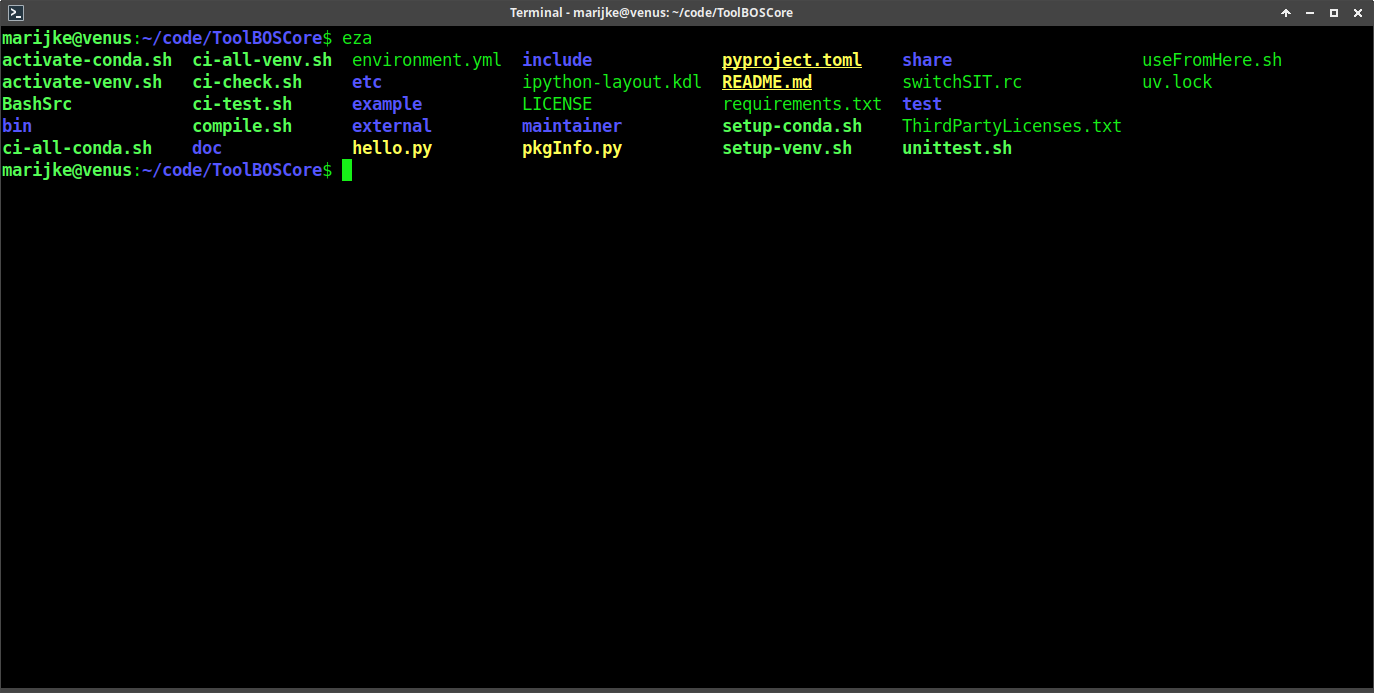 Terminal - marijke@venus: ~/code/ToolBOSCore
marijke@venus:~/code/ToolBOSCore$ eza
activate-conda.sh  ci-all-venv.sh  environment.yml  include            pyproject.toml    share                   useFromHere.sh
activate-venv.sh   ci-check.sh     etc              ipython-layout.kdl  README.md         switchSIT.rc            uv.lock
BashSrc            ci-test.sh      example          LICENSE            requirements.txt  test
bin                compile.sh      external         maintainer         setup-conda.sh    ThirdPartyLicenses.txt
ci-all-conda.sh    doc             hello.py         pkgInfo.py         setup-venv.sh     unittest.sh
marijke@venus:~/code/ToolBOSCore$